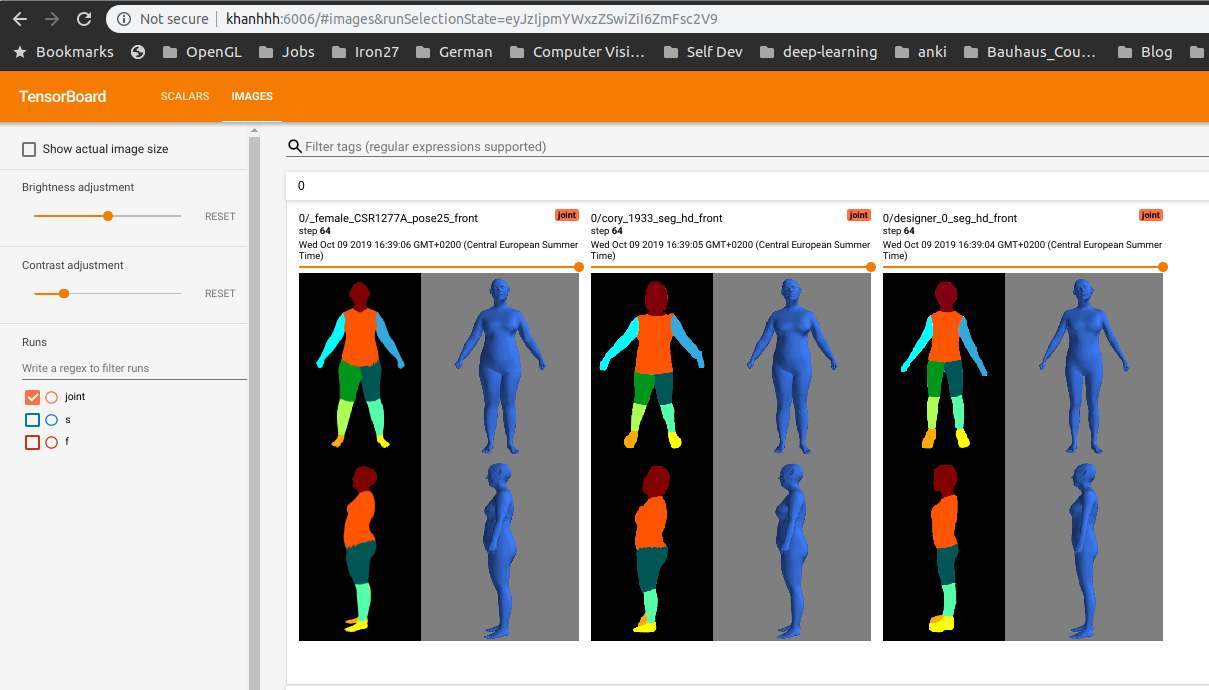 Not secure | khanhhh:6006/#images&runSelectionState=eyJzIjpmYWxzZSwiZiI6ZmFsc2V9
Bookmarks OpenGL Jobs Iron27 German Computer Visi... Self Dev deep-learning anki Bauhaus_Cou... Blog
TensorBoard SCALARS IMAGES
Show actual image size
Filter tags (regular expressions supported)
Brightness adjustment
RESET
Contrast adjustment
RESET
Runs
Write a regex to filter runs
joint
s
f
0
0/_female_CSR1277A_pose25_front joint
step 64
Wed Oct 09 2019 16:39:06 GMT+0200 (Central European Summer
Time)
0/cory_1933_seg_hd_front joint
step 64
Wed Oct 09 2019 16:39:05 GMT+0200 (Central European Summer
Time)
0/designer_0_seg_hd_front joint
step 64
Wed Oct 09 2019 16:39:04 GMT+0200 (Central European Summer
Time)